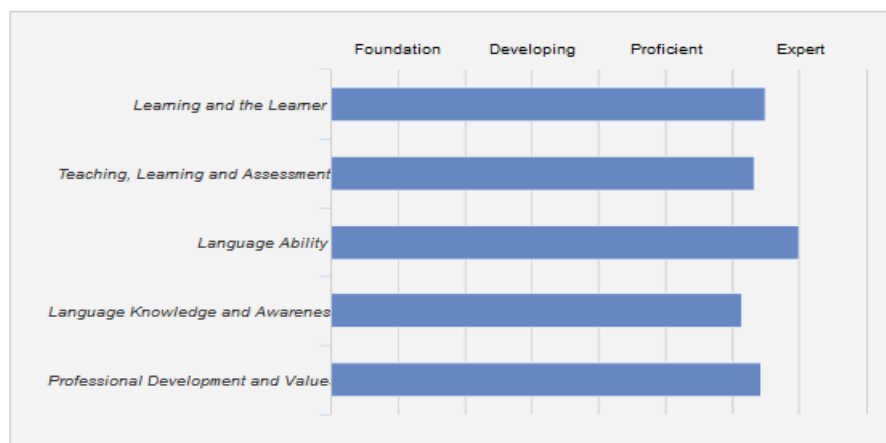 Foundation Developing Proficient Expert
Learning and the Learner
Teaching, Learning and Assessment
Language Ability
Language Knowledge and Awarenes
Professional Development and Value